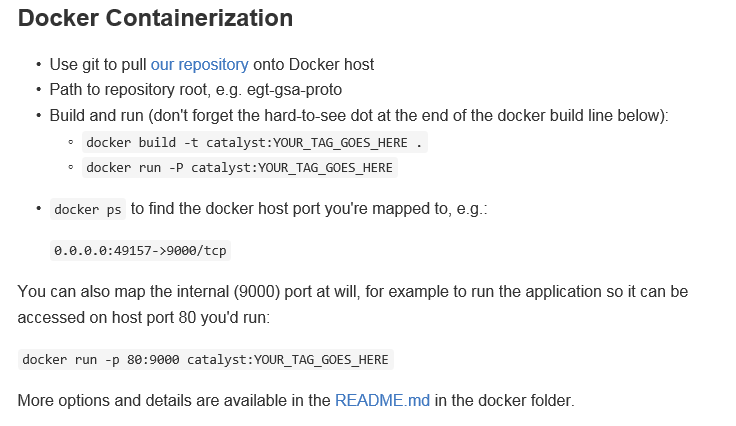 Docker Containerization
• Use git to pull our repository onto Docker host
• Path to repository root, e.g. egt-gsa-proto
• Build and run (don't forget the hard-to-see dot at the end of the docker build line below):
◦ docker build -t catalyst:YOUR_TAG_GOES_HERE .
◦ docker run -P catalyst:YOUR_TAG_GOES_HERE
• docker ps to find the docker host port you're mapped to, e.g.:
0.0.0.0:49157->9000/tcp
You can also map the internal (9000) port at will, for example to run the application so it can be
accessed on host port 80 you'd run:
docker run -p 80:9000 catalyst:YOUR_TAG_GOES_HERE
More options and details are available in the README.md in the docker folder.